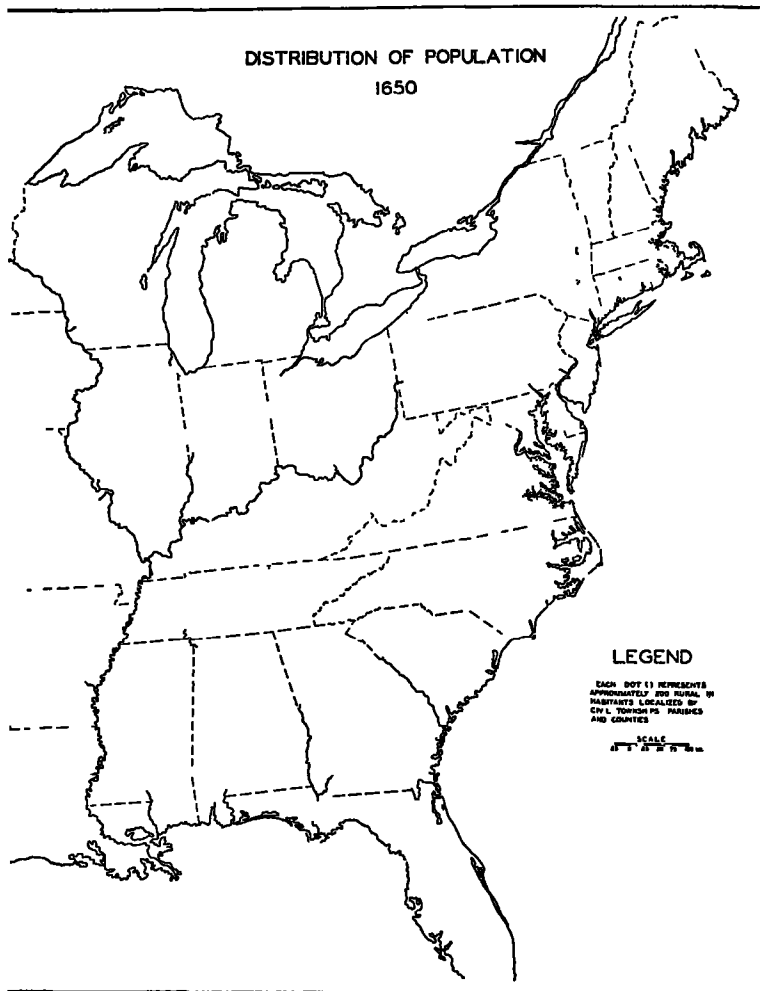 DISTRIBUTION OF POPULATION
1650
LEGEND
EACH DOT ( ) REPRESENTS
APPROXIMATELY 200 RURAL IN
HABITANTS LOCALIZED BY
CIVIL TOWNSHIPS PARISHES
AND COUNTIES
SCALE